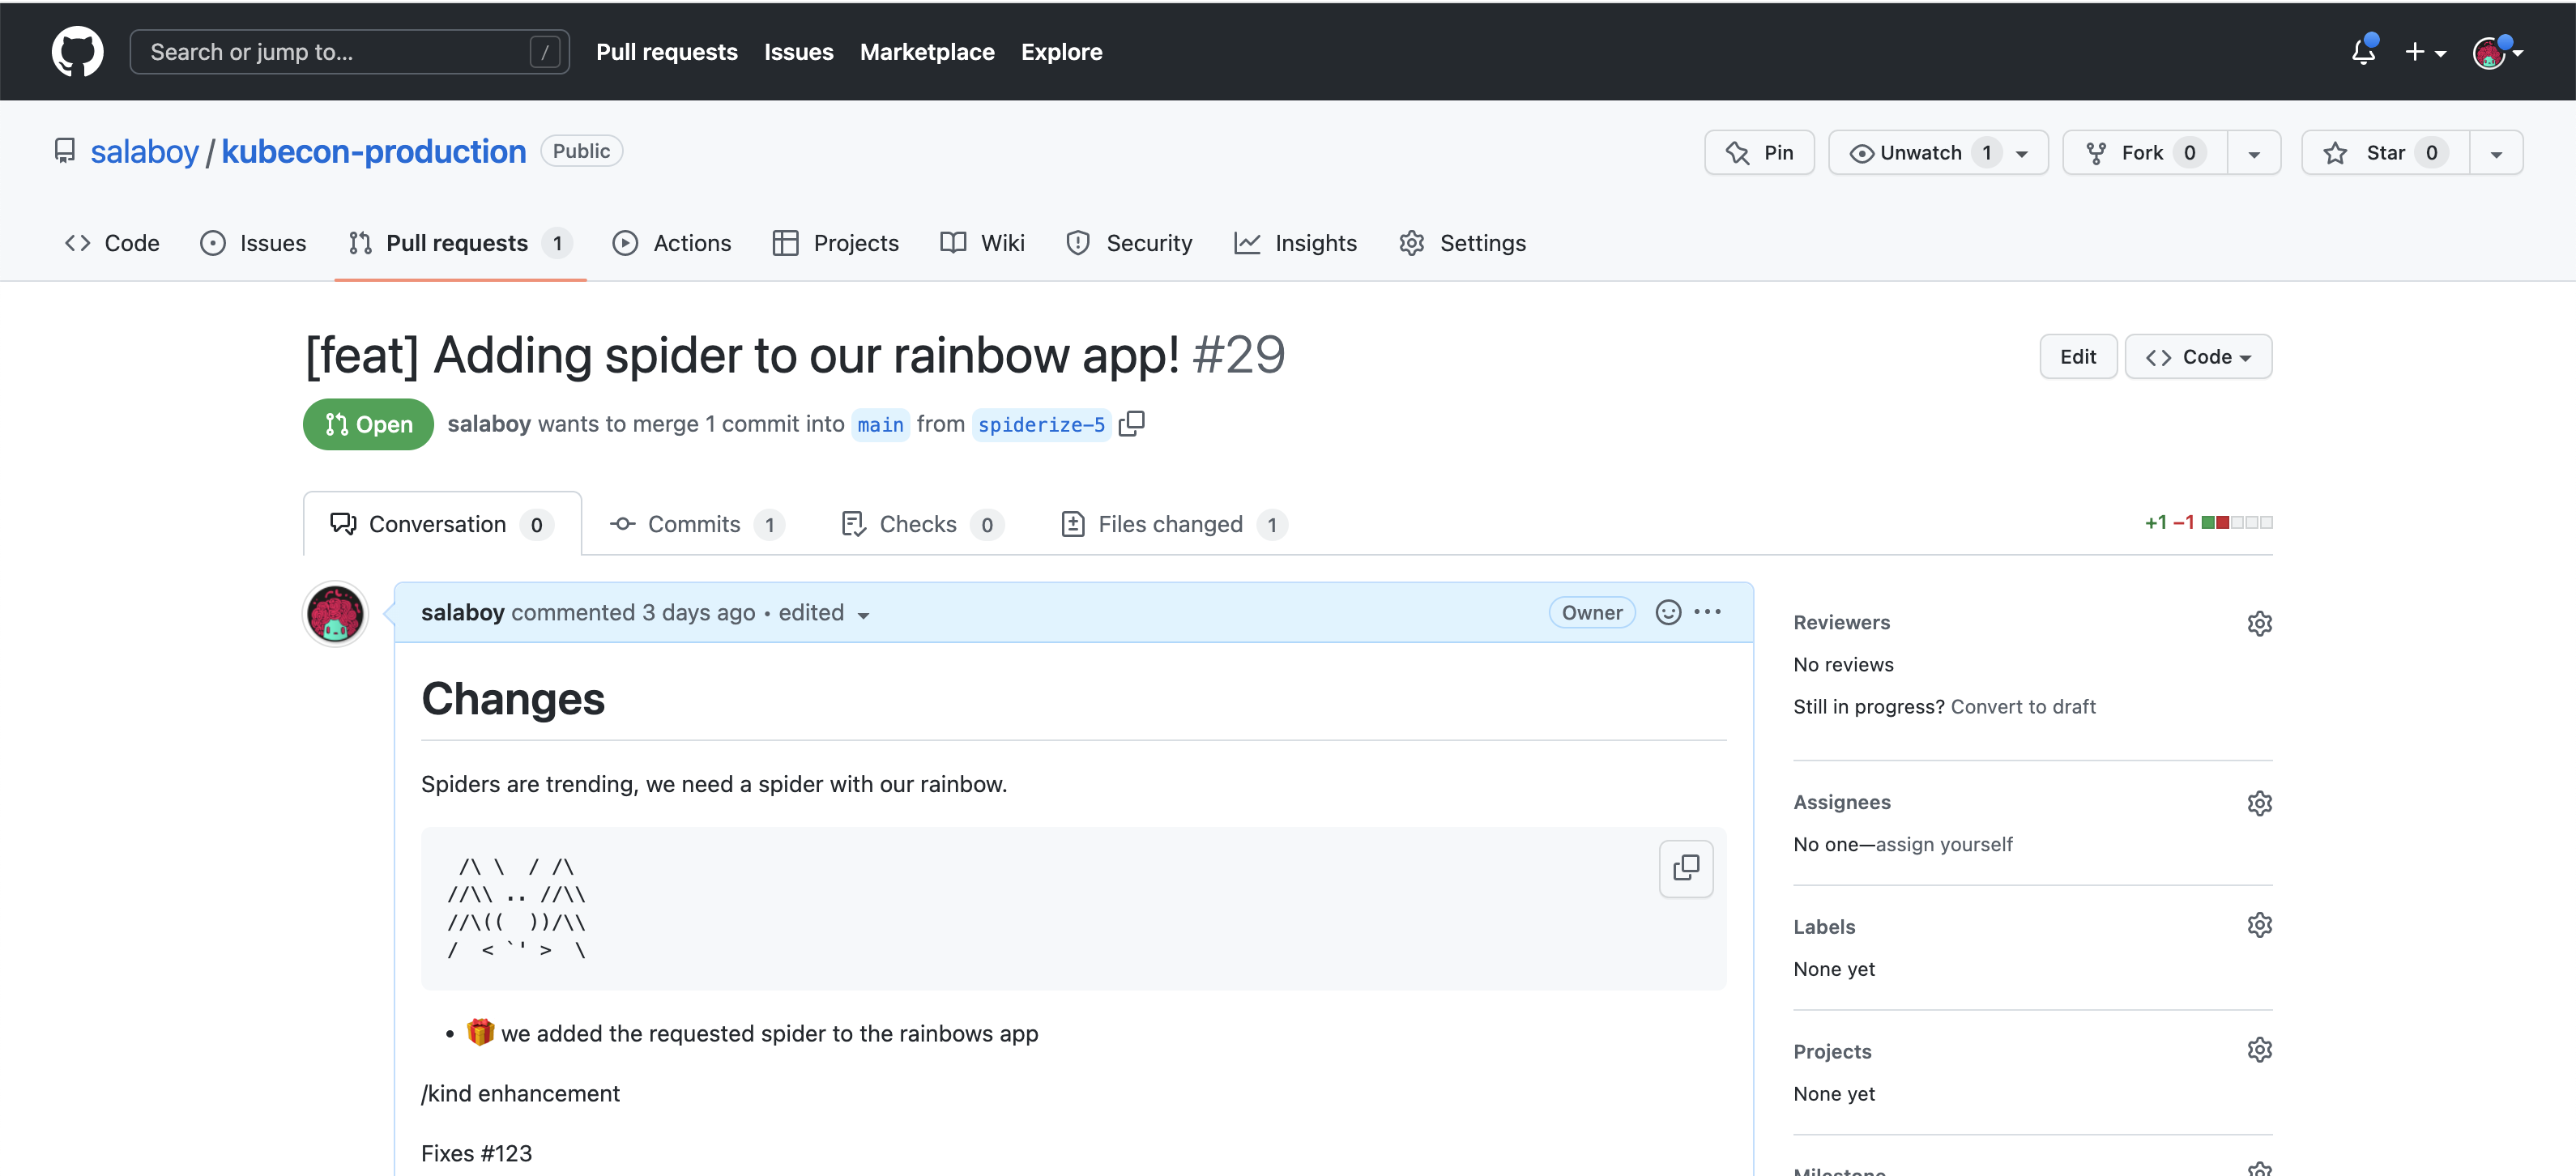 Search or jump to... / Pull requests Issues Marketplace Explore
salaboy / kubecon-production Public Pin Unwatch 1 Fork 0 Star 0
Code Issues Pull requests 1 Actions Projects Wiki Security Insights Settings
[feat] Adding spider to our rainbow app! #29 Edit Code
Open salaboy wants to merge 1 commit into main from spiderize-5
Conversation 0 Commits 1 Checks 0 Files changed 1 +1 −1
salaboy commented 3 days ago • edited Owner
Changes
Spiders are trending, we need a spider with our rainbow.
 /\ \  / /\
//\\ .. //\\
//\((  ))/\\
/  < `' >  \
• 🎁 we added the requested spider to the rainbows app
/kind enhancement
Fixes #123
Reviewers
No reviews
Still in progress? Convert to draft
Assignees
No one—assign yourself
Labels
None yet
Projects
None yet
Milestone